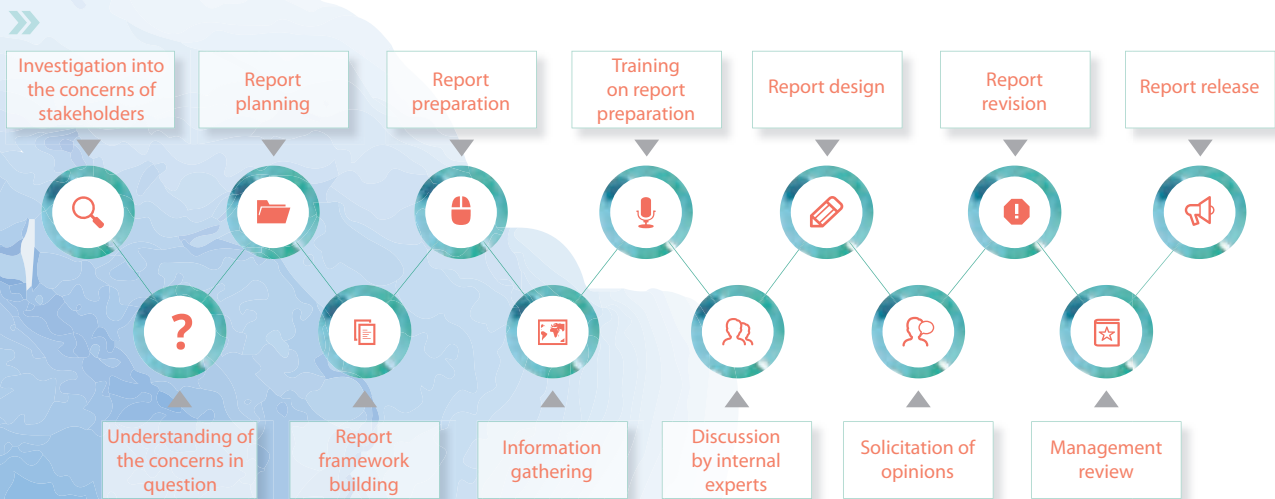 Investigation into
the concerns of
stakeholders
Report
planning
Report
preparation
Training
on report
preparation
Report design
Report
revision
Report release
?
Understanding of
the concerns in
question
Report
framework
building
Information
gathering
Discussion
by internal
experts
Solicitation of
opinions
Management
review